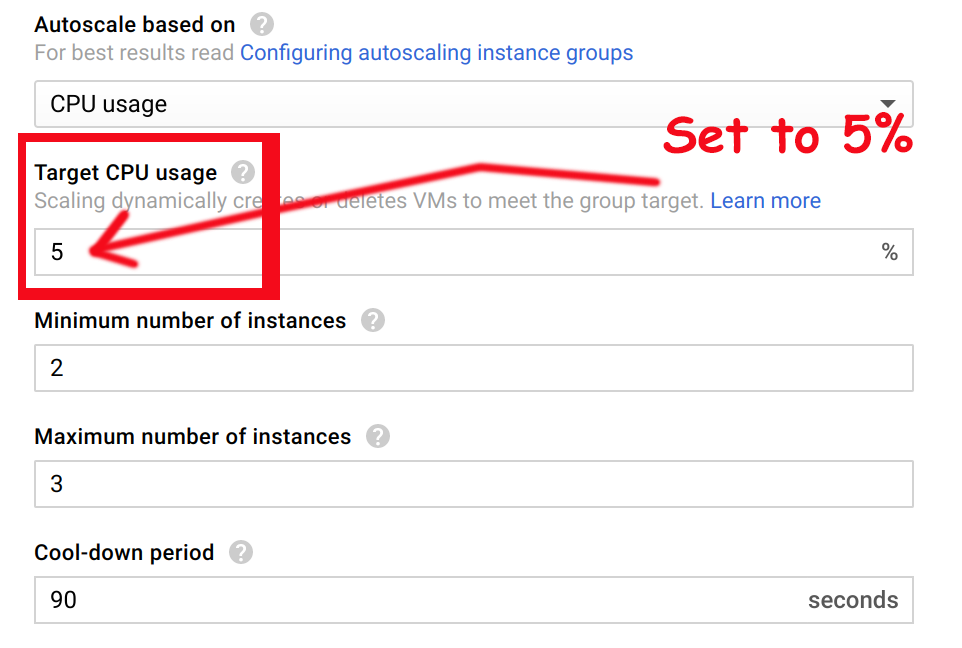 Autoscale based on ?
For best results read Configuring autoscaling instance groups
CPU usage
Set to 5%
Target CPU usage ?
Scaling dynamically creates or deletes VMs to meet the group target. Learn more
5 %
Minimum number of instances ?
2
Maximum number of instances ?
3
Cool-down period ?
90 seconds